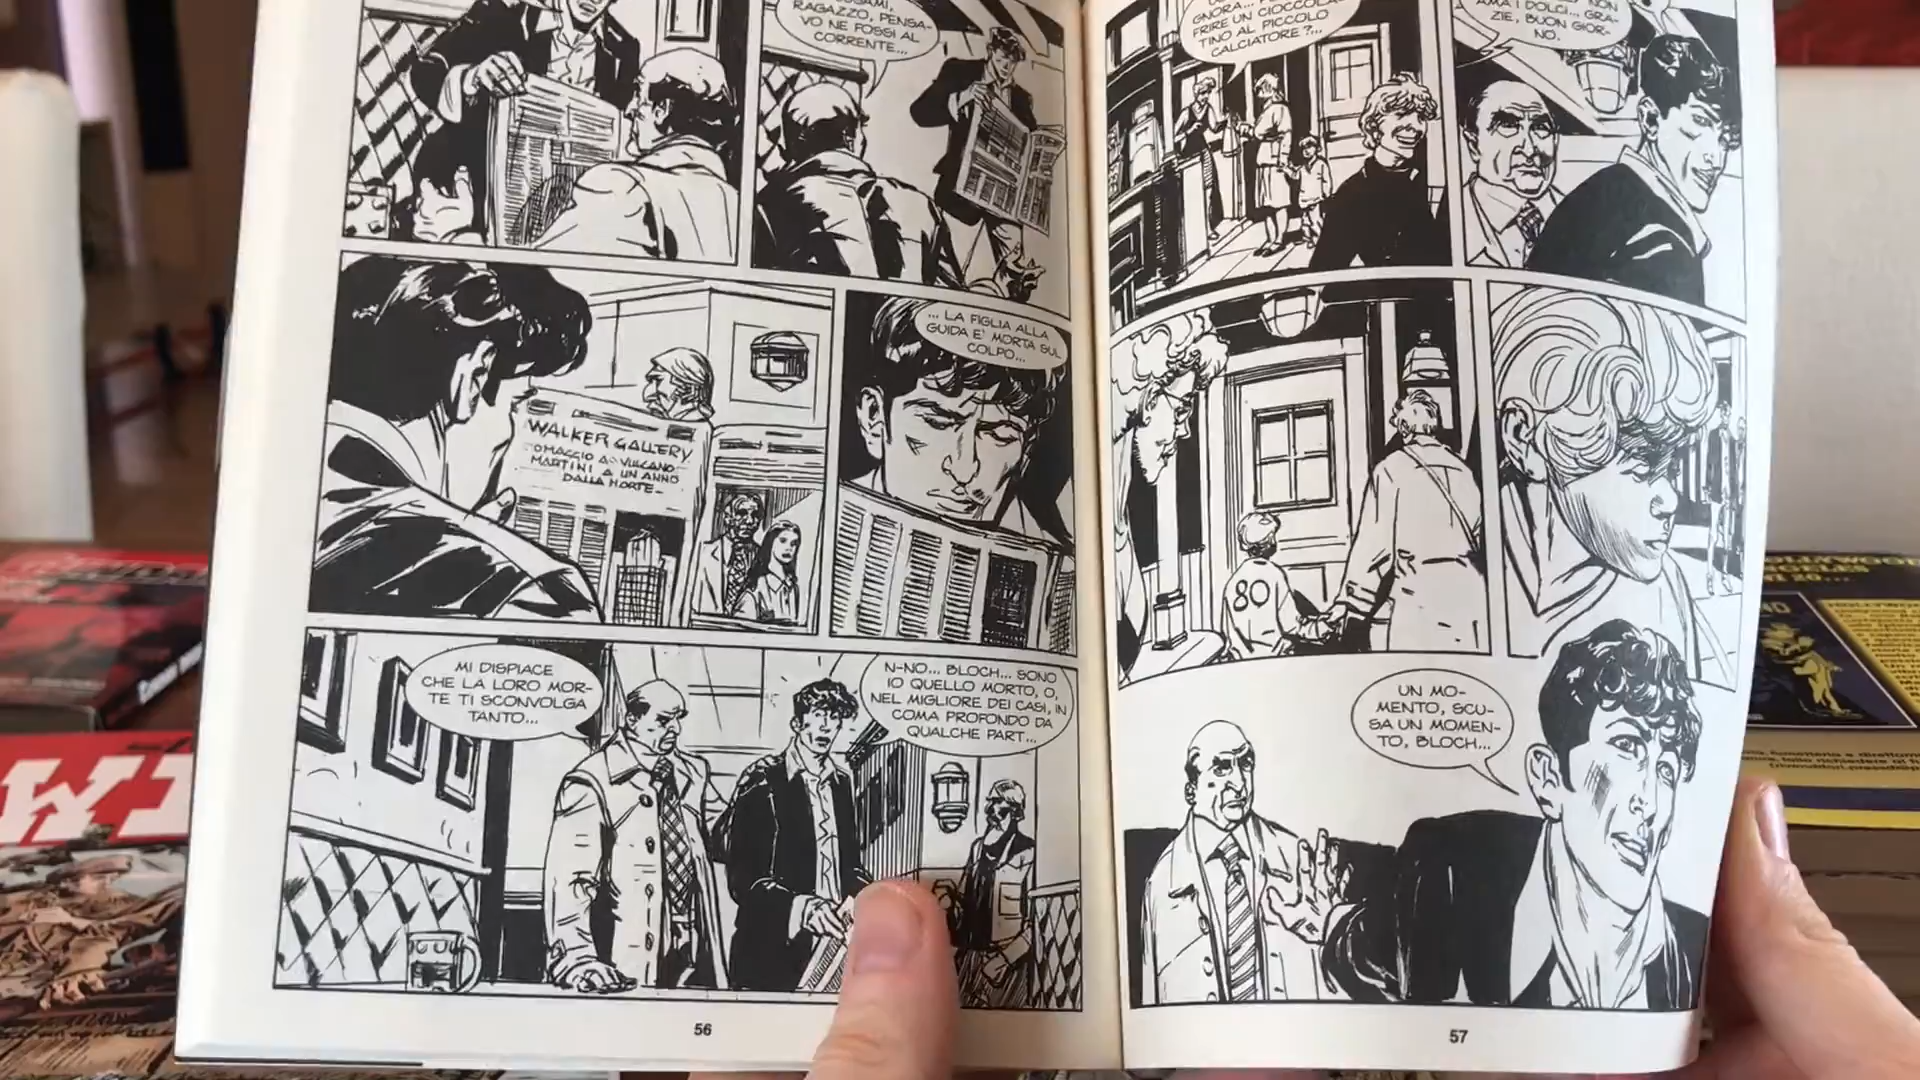 RAGAZZO, PENSA-
VO NE FOSSI AL
CORRENTE...
WALKER GALLERY
OMAGGIO A VULCANO
MARTINI A UN ANNO
DALLA MORTE
... LA FIGLIA ALLA
GUIDA E' MORTA SUL
COLPO...
MI DISPIACE
CHE LA LORO MOR-
TE TI SCONVOLGA
TANTO...
N-NO... BLOCH... SONO
IO QUELLO MORTO, O,
NEL MIGLIORE DEI CASI, IN
COMA PROFONDO DA
QUALCHE PART...
56
GNORA...
FRIRE UN CIOCCOLA-
TINO AL PICCOLO
CALCIATORE?...
NON
AMA I DOLCI... GRA-
ZIE, BUON GIOR-
NO.
80
UN MO-
MENTO, SCU-
SA UN MOMEN-
TO, BLOCH...
57